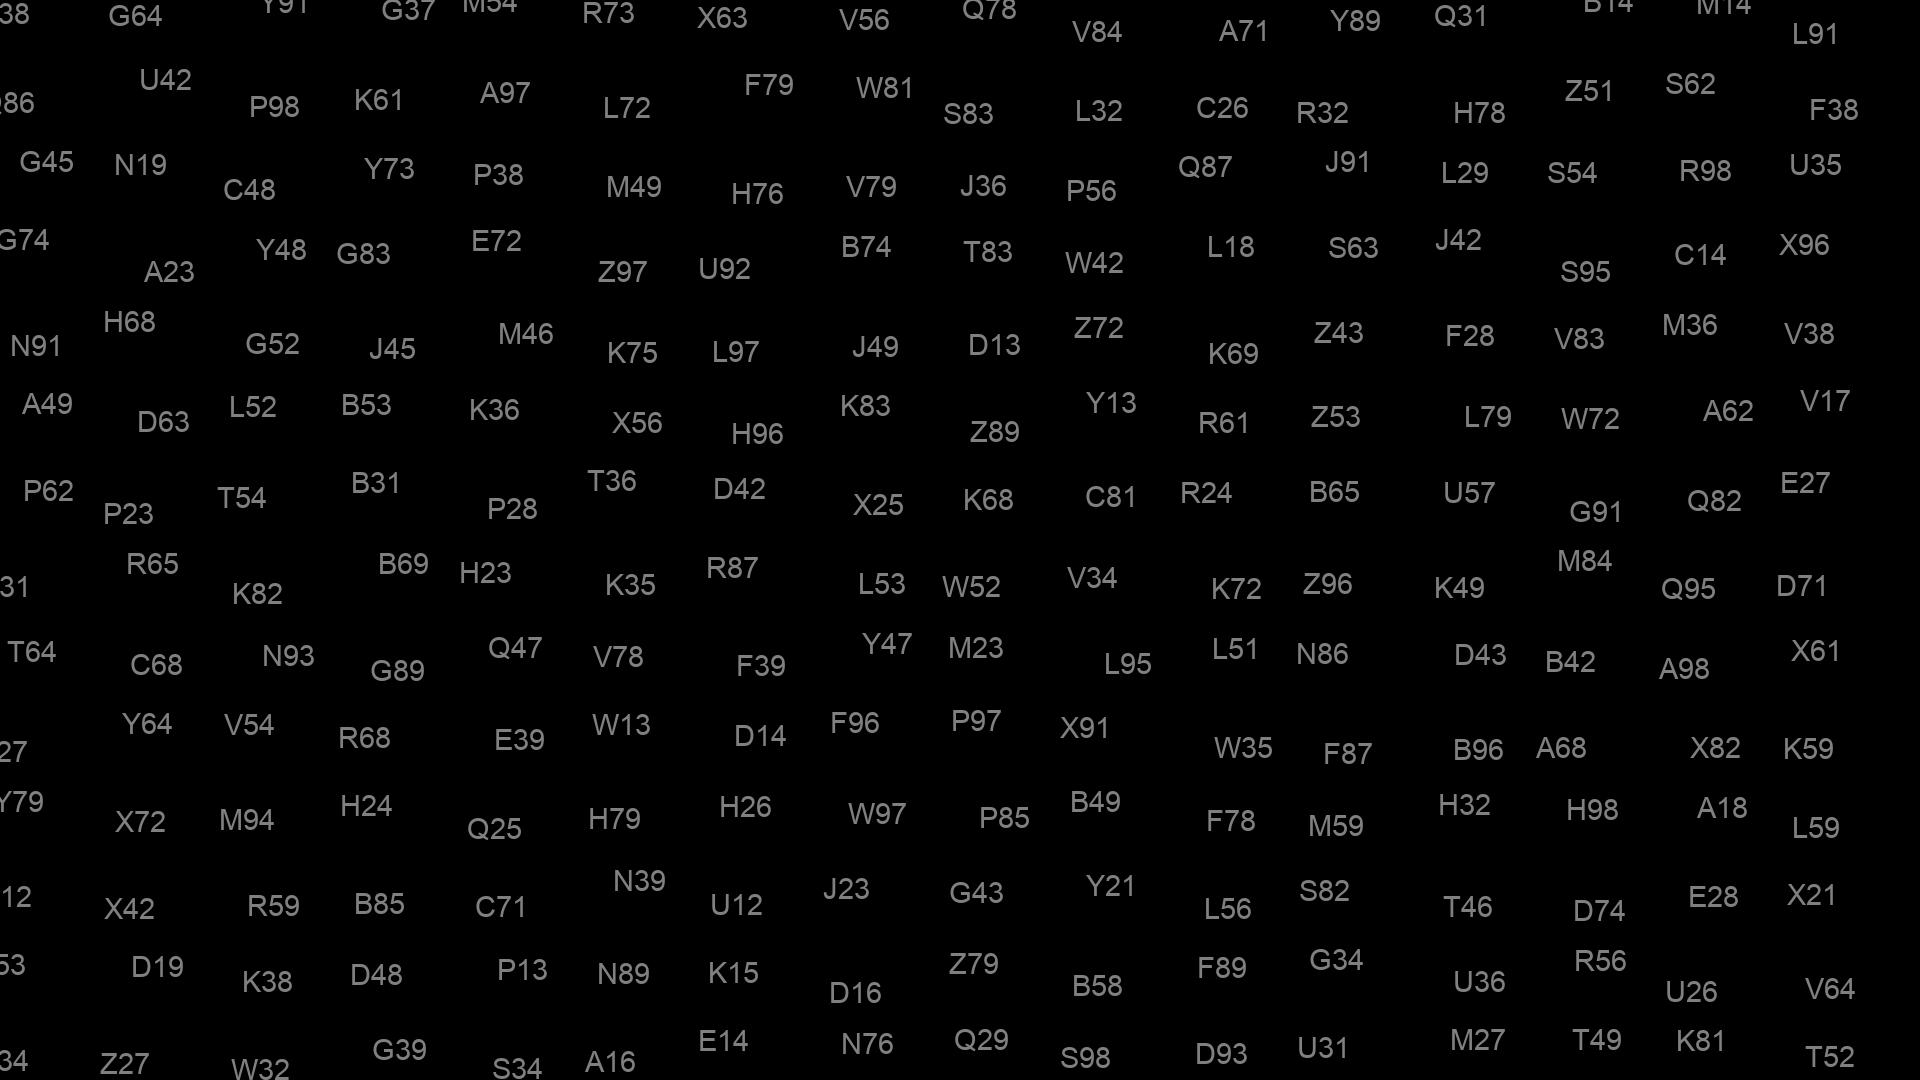 G64 Y91 G37 M54 R73 X63 V56 Q78 V84 A71 Y89 Q31 B14 M14 L91
U42 P98 K61 A97 L72 F79 W81 S83 L32 C26 R32 H78 Z51 S62 F38
G45 N19 C48 Y73 P38 M49 H76 V79 J36 P56 Q87 J91 L29 S54 R98 U35
G74 A23 Y48 G83 E72 Z97 U92 B74 T83 W42 L18 S63 J42 S95 C14 X96
N91 H68 G52 J45 M46 K75 L97 J49 D13 Z72 K69 Z43 F28 V83 M36 V38
A49 D63 L52 B53 K36 X56 H96 K83 Z89 Y13 R61 Z53 L79 W72 A62 V17
P62 P23 T54 B31 P28 T36 D42 X25 K68 C81 R24 B65 U57 G91 Q82 E27
31 R65 K82 B69 H23 K35 R87 L53 W52 V34 K72 Z96 K49 M84 Q95 D71
T64 C68 N93 G89 Q47 V78 F39 Y47 M23 L95 L51 N86 D43 B42 A98 X61
27 Y64 V54 R68 E39 W13 D14 F96 P97 X91 W35 F87 B96 A68 X82 K59
Y79 X72 M94 H24 Q25 H79 H26 W97 P85 B49 F78 M59 H32 H98 A18 L59
12 X42 R59 B85 C71 N39 U12 J23 G43 Y21 L56 S82 T46 D74 E28 X21
53 D19 K38 D48 P13 N89 K15 D16 Z79 B58 F89 G34 U36 R56 U26 V64
34 Z27 W32 G39 S34 A16 E14 N76 Q29 S98 D93 U31 M27 T49 K81 T52